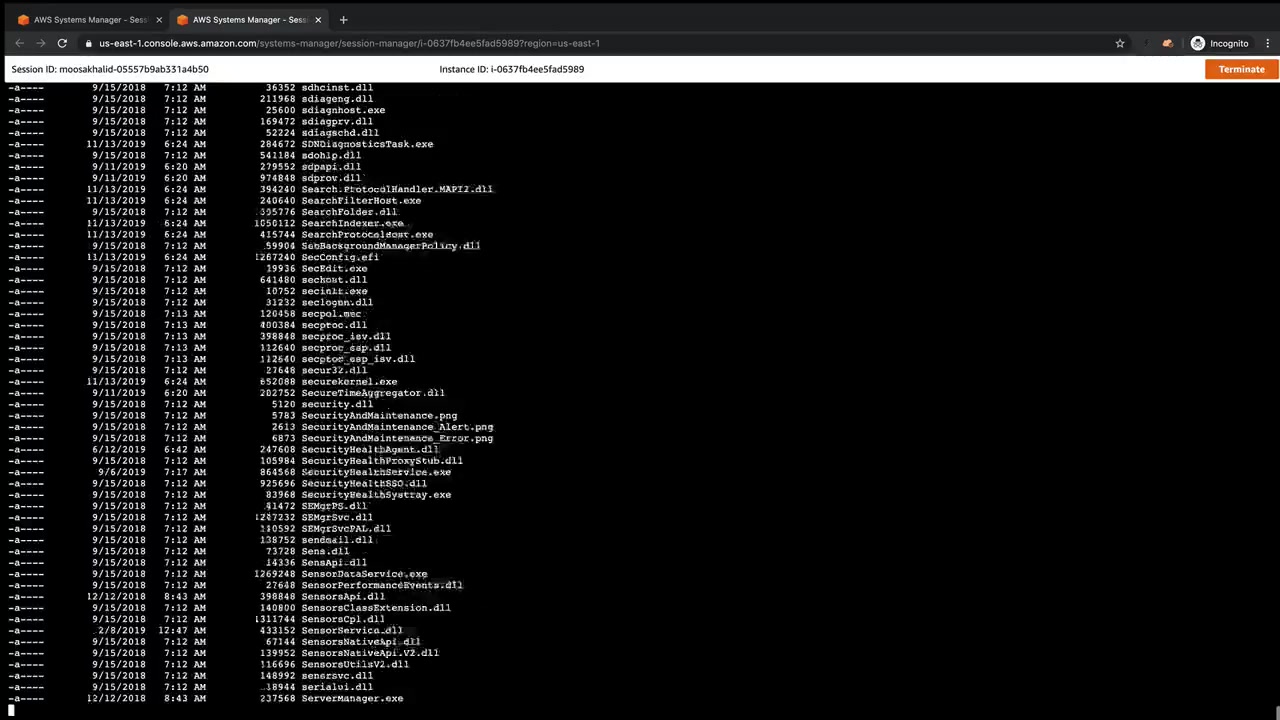 AWS Systems Manager - Sessi
AWS Systems Manager - Sessi
us-east-1.console.aws.amazon.com/systems-manager/session-manager/i-0637fb4ee5fad5989?region=us-east-1
Incognito
Session ID: moosakhalid-05557b9ab331a4b50
Instance ID: i-0637fb4ee5fad5989
Terminate
-a---- 9/15/2018 7:12 AM 36352 sdhcinst.dll
-a---- 9/15/2018 7:12 AM 211968 sdiageng.dll
-a---- 9/15/2018 7:12 AM 25600 sdiagnhost.exe
-a---- 9/15/2018 7:12 AM 169472 sdiagprv.dll
-a---- 9/15/2018 7:12 AM 52224 sdiagschd.dll
-a---- 11/13/2019 6:24 AM 284672 SDNDiagnosticsTask.exe
-a---- 9/15/2018 7:12 AM 541184 sdohlp.dll
-a---- 9/11/2019 6:20 AM 279552 sdpapi.dll
-a---- 9/11/2019 6:20 AM 974848 sdprov.dll
-a---- 11/13/2019 6:24 AM 394240 Search.ProtocolHandler.MAPI2.dll
-a---- 11/13/2019 6:24 AM 240640 SearchFilterHost.exe
-a---- 9/15/2018 7:12 AM SearchFolder.dll
-a---- 11/13/2019 6:24 AM 1050112 SearchIndexer.exe
-a---- 11/13/2019 6:24 AM 415744 SearchProtocolHost.exe
-a---- 9/15/2018 7:12 AM 59904 SebBackgroundManagerPolicy.dll
-a---- 11/13/2019 6:24 AM 1267240 SecConfig.efi
-a---- 9/15/2018 7:12 AM 19936 SecEdit.exe
-a---- 9/15/2018 7:12 AM 641480 sechost.dll
-a---- 9/15/2018 7:12 AM 10752 secinit.exe
-a---- 9/15/2018 7:12 AM 31232 seclogon.dll
-a---- 9/15/2018 7:13 AM 120458 secpol.msc
-a---- 9/15/2018 7:13 AM 400384 secproc.dll
-a---- 9/15/2018 7:13 AM 398848 secproc_isv.dll
-a---- 9/15/2018 7:13 AM 112640 secproc_ssp.dll
-a---- 9/15/2018 7:13 AM 112640 secproc_ssp_isv.dll
-a---- 9/15/2018 7:12 AM 27648 secur32.dll
-a---- 11/13/2019 6:24 AM securekernel.exe
-a---- 9/11/2019 6:20 AM 202752 SecureTimeAggregator.dll
-a---- 9/15/2018 7:12 AM 5120 security.dll
-a---- 9/15/2018 7:12 AM 5783 SecurityAndMaintenance.png
-a---- 9/15/2018 7:12 AM 2613 SecurityAndMaintenance_Alert.png
-a---- 9/15/2018 7:12 AM 6873 SecurityAndMaintenance_Error.png
-a---- 6/12/2019 6:42 AM 247608 SecurityHealthAgent.dll
-a---- 9/15/2018 7:12 AM 105984 SecurityHealthProxyStub.dll
-a---- 9/6/2019 7:17 AM 864568 SecurityHealthService.exe
-a---- 9/15/2018 7:12 AM 925696 SecurityHealthSSO.dll
-a---- 9/15/2018 7:12 AM 83968 SecurityHealthSystray.exe
-a---- 9/15/2018 7:12 AM SEMgrPS.dll
-a---- 9/15/2018 7:12 AM SEMgrSvc.dll
-a---- 9/15/2018 7:12 AM SEMgrSvcPAL.dll
-a---- 9/15/2018 7:12 AM 138752 sendmail.dll
-a---- 9/15/2018 7:12 AM 73728 Sens.dll
-a---- 9/15/2018 7:12 AM 14336 SensApi.dll
-a---- 9/15/2018 7:12 AM 1269248 SensorDataService.exe
-a---- 9/15/2018 7:12 AM 27648 SensorPerformanceEvents.dll
-a---- 12/12/2018 8:43 AM 398848 SensorsApi.dll
-a---- 9/15/2018 7:12 AM 140800 SensorsClassExtension.dll
-a---- 9/15/2018 7:12 AM 1311744 SensorsCpl.dll
-a---- 2/8/2019 12:47 AM 433152 SensorService.dll
-a---- 9/15/2018 7:12 AM 67144 SensorsNativeApi.dll
-a---- 9/15/2018 7:12 AM 139952 SensorsNativeApi.V2.dll
-a---- 9/15/2018 7:12 AM 116696 SensorsUtilsV2.dll
-a---- 9/15/2018 7:12 AM 148992 sensrsvc.dll
-a---- 9/15/2018 7:12 AM serialui.dll
-a---- 12/12/2018 8:43 AM 237568 ServerManager.exe